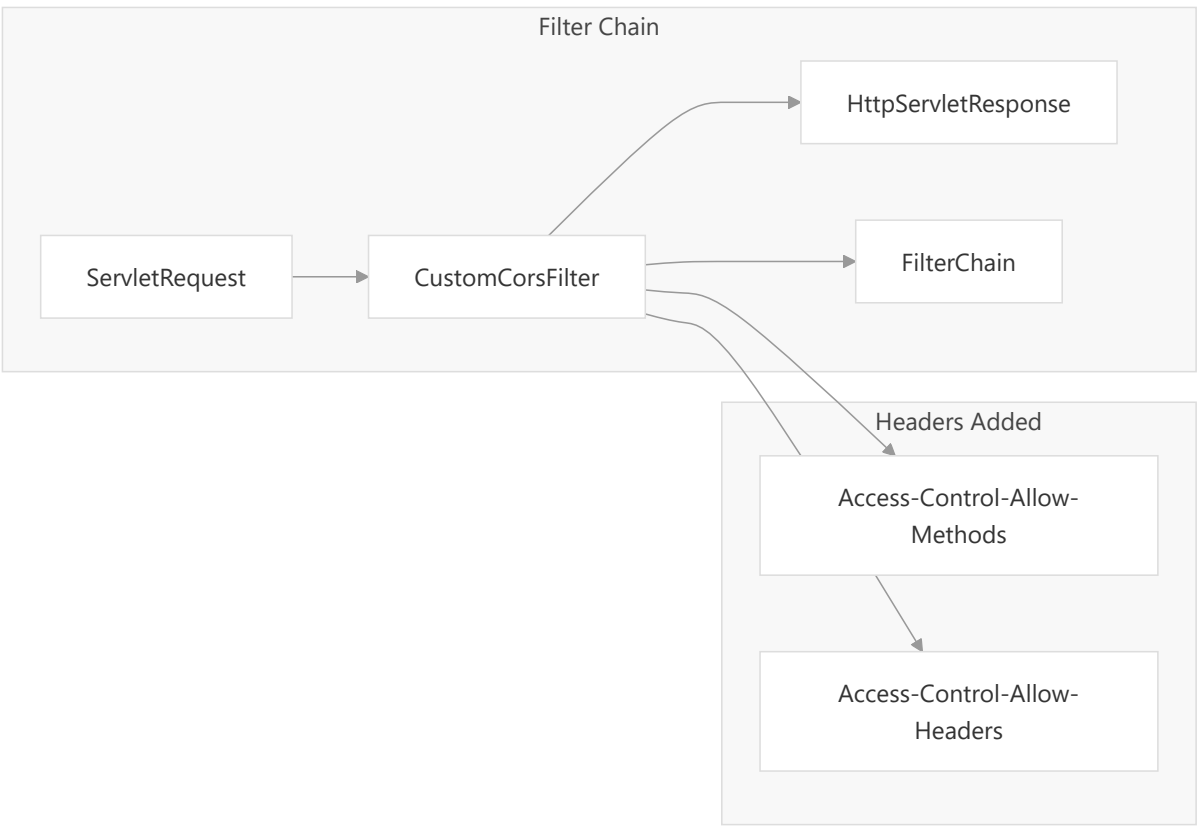 Filter Chain
HttpServletResponse
ServletRequest
CustomCorsFilter
FilterChain
Headers Added
Access-Control-Allow-
Methods
Access-Control-Allow-
Headers